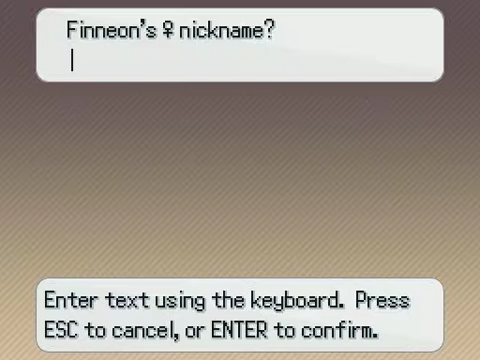 Finneon's ♀ nickname?
Enter text using the keyboard. Press
ESC to cancel, or ENTER to confirm.